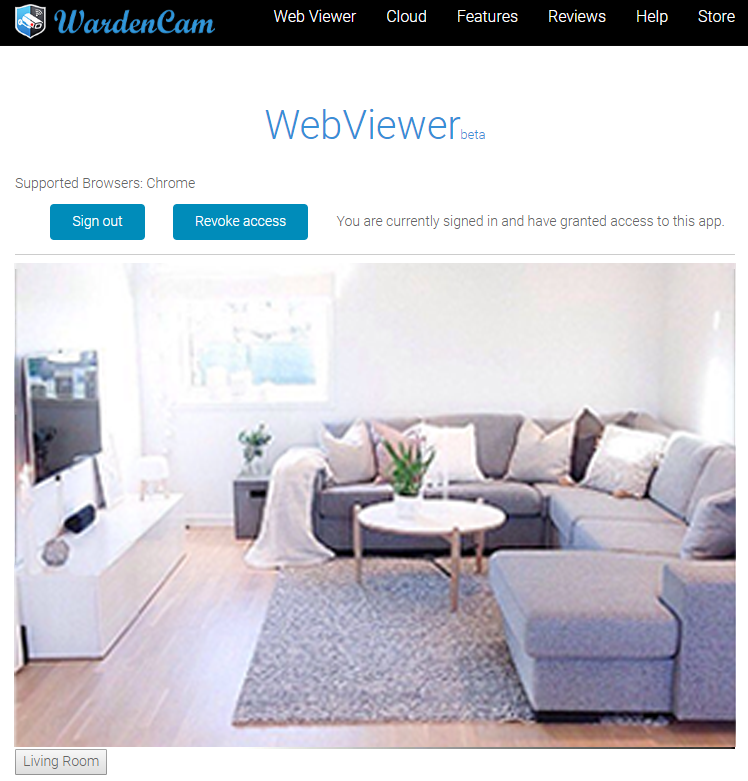 WardenCam
Web Viewer Cloud Features Reviews Help Store
WebViewer beta
Supported Browsers: Chrome
Sign out Revoke access You are currently signed in and have granted access to this app.
Living Room